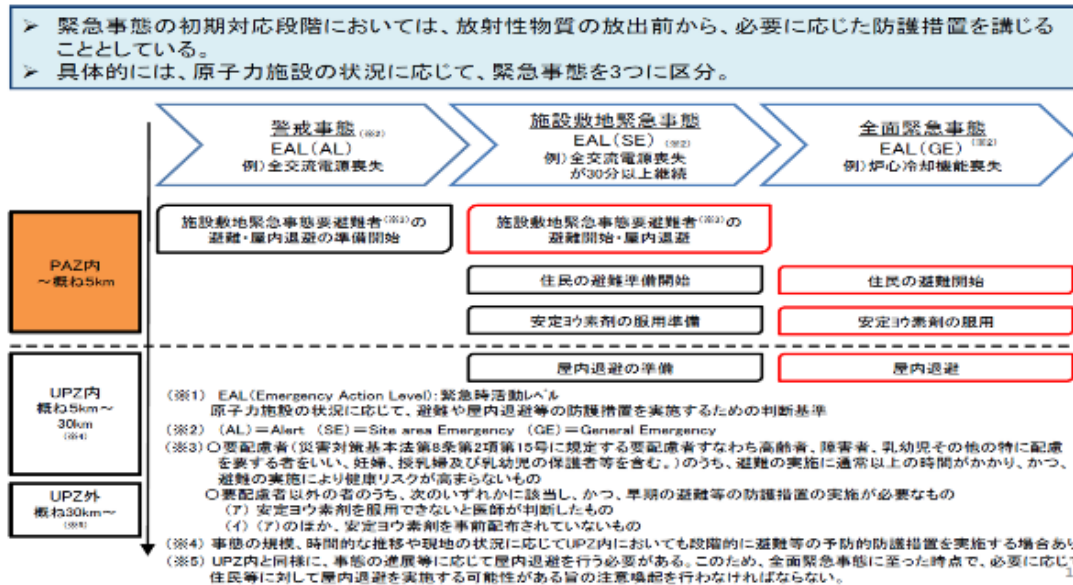 ➢ 緊急事態の初期対応段階においては、放射性物質の放出前から、必要に応じた防護措置を講じる
こととしている。
➢ 具体的には、原子力施設の状況に応じて、緊急事態を3つに区分。
警戒事態(※2)
EAL(AL)
例)全交流電源喪失
施設敷地緊急事態
EAL(SE) (※2)
例)全交流電源喪失
が30分以上継続
全面緊急事態
EAL(GE) (※2)
例)炉心冷却機能喪失
PAZ内
~概ね5km
施設敷地緊急事態要避難者(※3)の
避難・屋内退避の準備開始
施設敷地緊急事態要避難者(※3)の
避難開始・屋内退避
住民の避難準備開始
住民の避難開始
安定ヨウ素剤の服用準備
安定ヨウ素剤の服用
UPZ内
概ね5km~
30km
(※4)
屋内退避の準備
屋内退避
UPZ外
概ね30km~
(※5)
(※1) EAL(Emergency Action Level):緊急時活動レベル
原子力施設の状況に応じて、避難や屋内退避等の防護措置を実施するための判断基準
(※2) (AL)=Alert (SE)=Site area Emergency (GE)=General Emergency
(※3)○要配慮者(災害対策基本法第8条第2項第15号に規定する要配慮者すなわち高齢者、障害者、乳幼児その他の特に配慮
を要する者をいい、妊婦、授乳婦及び乳幼児の保護者等を含む。)のうち、避難の実施に通常以上の時間がかかり、かつ、
避難の実施により健康リスクが高まらないもの
○要配慮者以外の者のうち、次のいずれかに該当し、かつ、早期の避難等の防護措置の実施が必要なもの
(ア) 安定ヨウ素剤を服用できないと医師が判断したもの
(イ) (ア)のほか、安定ヨウ素剤を事前配布されていないもの
(※4) 事態の規模、時間的な推移や現地の状況に応じてUPZ内においても段階的に避難等の予防的防護措置を実施する場合あ
(※5) UPZ内と同様に、事態の進展等に応じて屋内退避を行う必要がある。このため、全面緊急事態に至った時点で、必要に応じ
住民等に対して屋内退避を実施する可能性がある旨の注意喚起を行わなければならない。